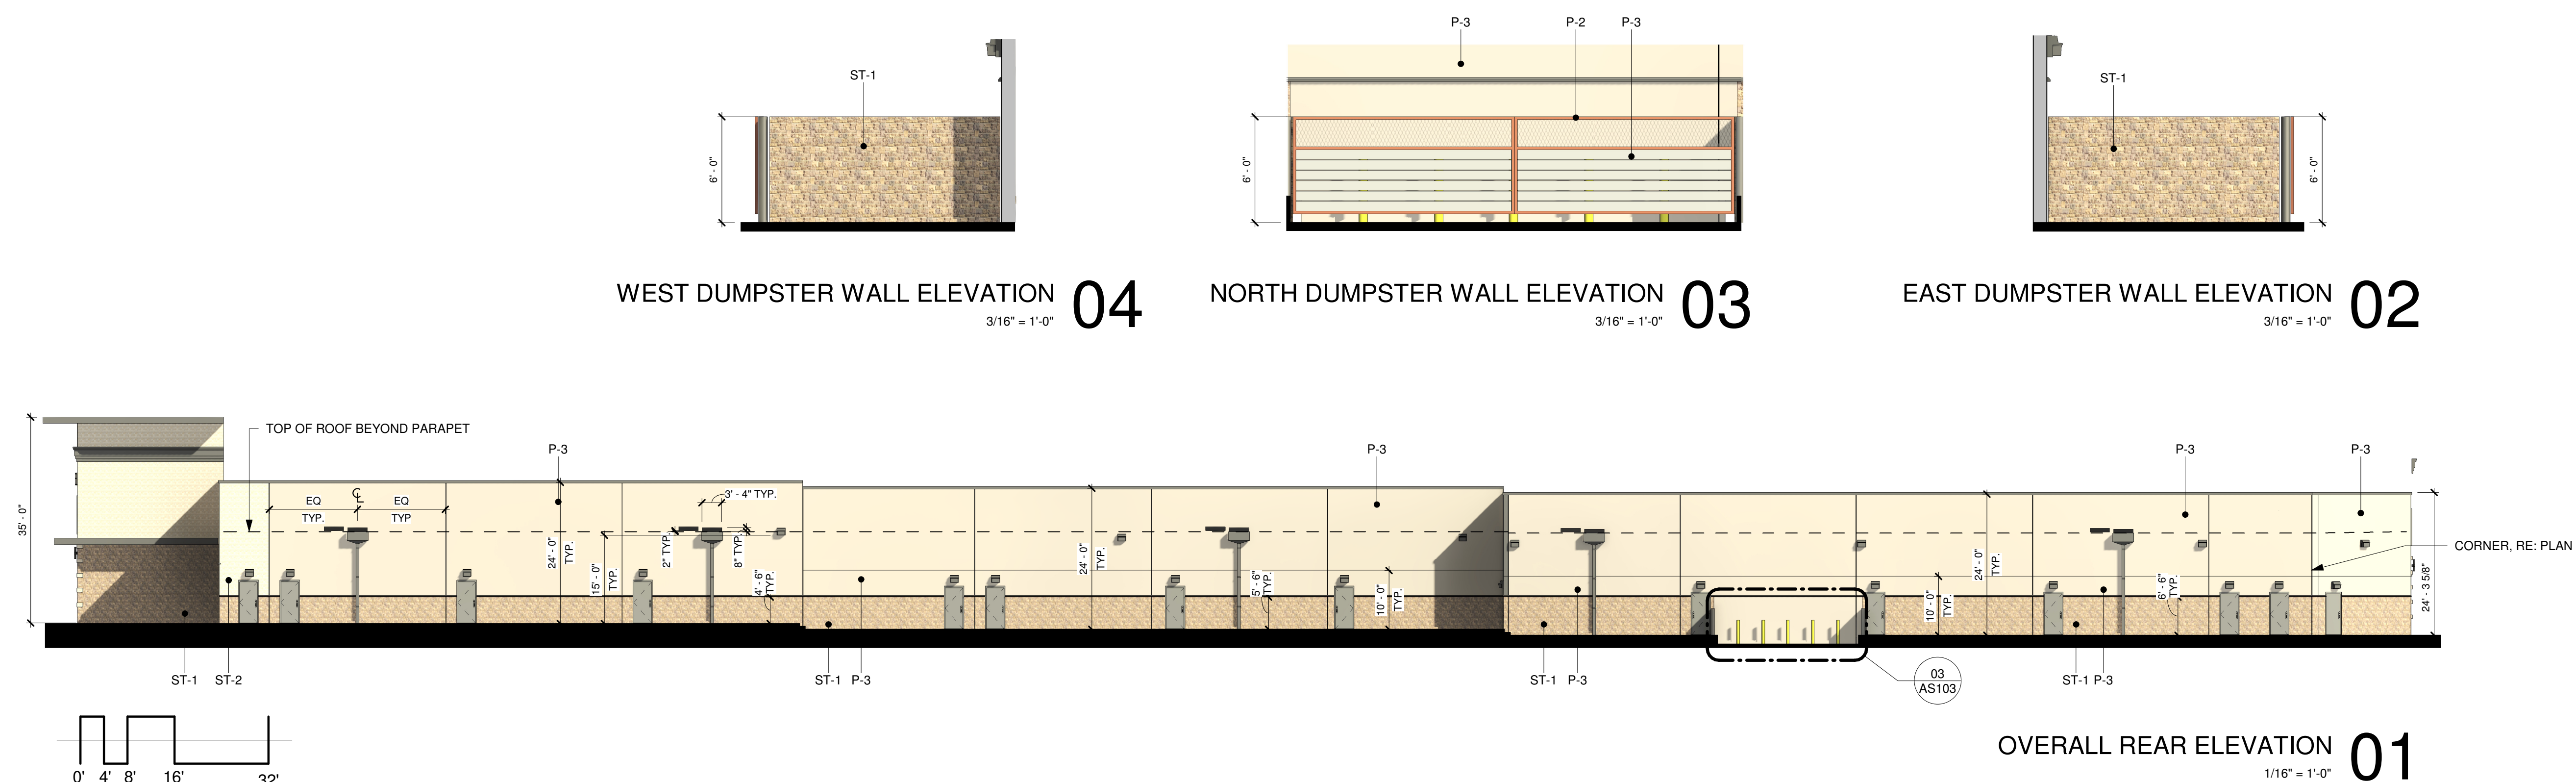 P-3
P-2
P-3
ST-1
ST-1
6' - 0"
6' - 0"
6' - 0"
WEST DUMPSTER WALL ELEVATION 04
3/16" = 1'-0"
NORTH DUMPSTER WALL ELEVATION 03
3/16" = 1'-0"
EAST DUMPSTER WALL ELEVATION 02
3/16" = 1'-0"
TOP OF ROOF BEYOND PARAPET
P-3
P-3
P-3
P-3
35' - 0"
EQ
TYP.
℄
EQ
TYP
24' - 0"
TYP.
15' - 0"
TYP.
2" TYP.
3' - 4" TYP.
8" TYP.
4' - 6"
TYP.
24' - 0"
TYP.
5' - 6"
TYP.
10' - 0"
TYP.
10' - 0"
TYP.
24' - 0"
TYP.
6' - 6"
TYP.
CORNER, RE: PLAN
24' - 3 5/8"
ST-1
ST-2
ST-1
P-3
ST-1
P-3
03
AS103
ST-1
P-3
0'
4'
8'
16'
32'
OVERALL REAR ELEVATION 01
1/16" = 1'-0"